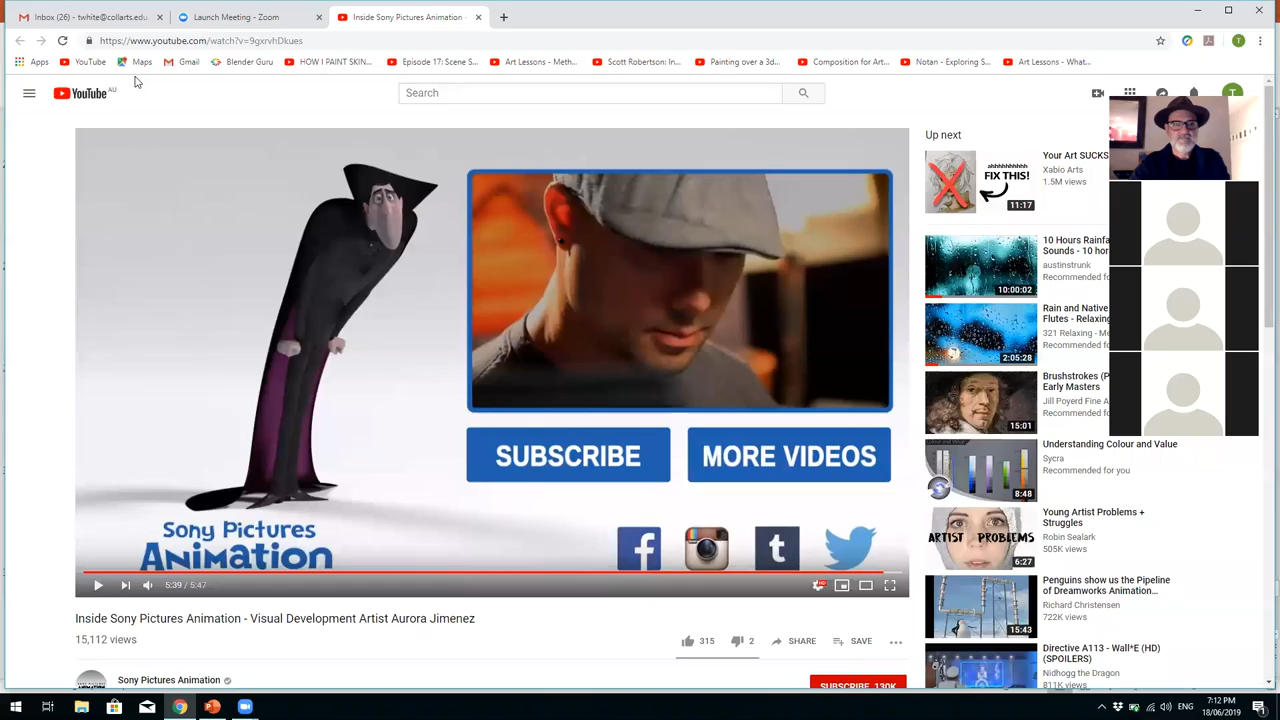 Inbox (26) - twhite@collarts.edu.
Launch Meeting - Zoom
Inside Sony Pictures Animation -
https://www.youtube.com/watch?v=9gxrvhDkues
Apps
YouTube
Maps
Gmail
Blender Guru
HOW I PAINT SKIN...
Episode 17: Scene S...
Art Lessons - Meth...
Scott Robertson: In...
Painting over a 3d...
Composition for Art...
Notan - Exploring S...
Art Lessons - What...
YouTube AU
Search
T
SUBSCRIBE
MORE VIDEOS
Sony Pictures
Animation
5:39 / 5:47
Inside Sony Pictures Animation - Visual Development Artist Aurora Jimenez
15,112 views
315
2
SHARE
SAVE
Sony Pictures Animation
SUBSCRIBE 130K
Up next
ahhhhhhhhh
FIX THIS!
11:17
Your Art SUCKS
Xabio Arts
1.5M views
10:00:02
10 Hours Rainfa
Sounds - 10 hor
austinstrunk
Recommended fo
2:05:28
Rain and Native
Flutes - Relaxing
321 Relaxing - Me
Recommended fo
15:01
Brushstrokes (P
Early Masters
Jill Poyerd Fine A
Recommended fo
8:48
Understanding Colour and Value
Sycra
Recommended for you
ARTIST PROBLEMS
6:27
Young Artist Problems +
Struggles
Robin Sealark
505K views
15:43
Penguins show us the Pipeline
of Dreamworks Animation...
Richard Christensen
722K views
Directive A113 - Wall*E (HD)
(SPOILERS)
Nidhogg the Dragon
811K views
ENG
7:12 PM
18/06/2019